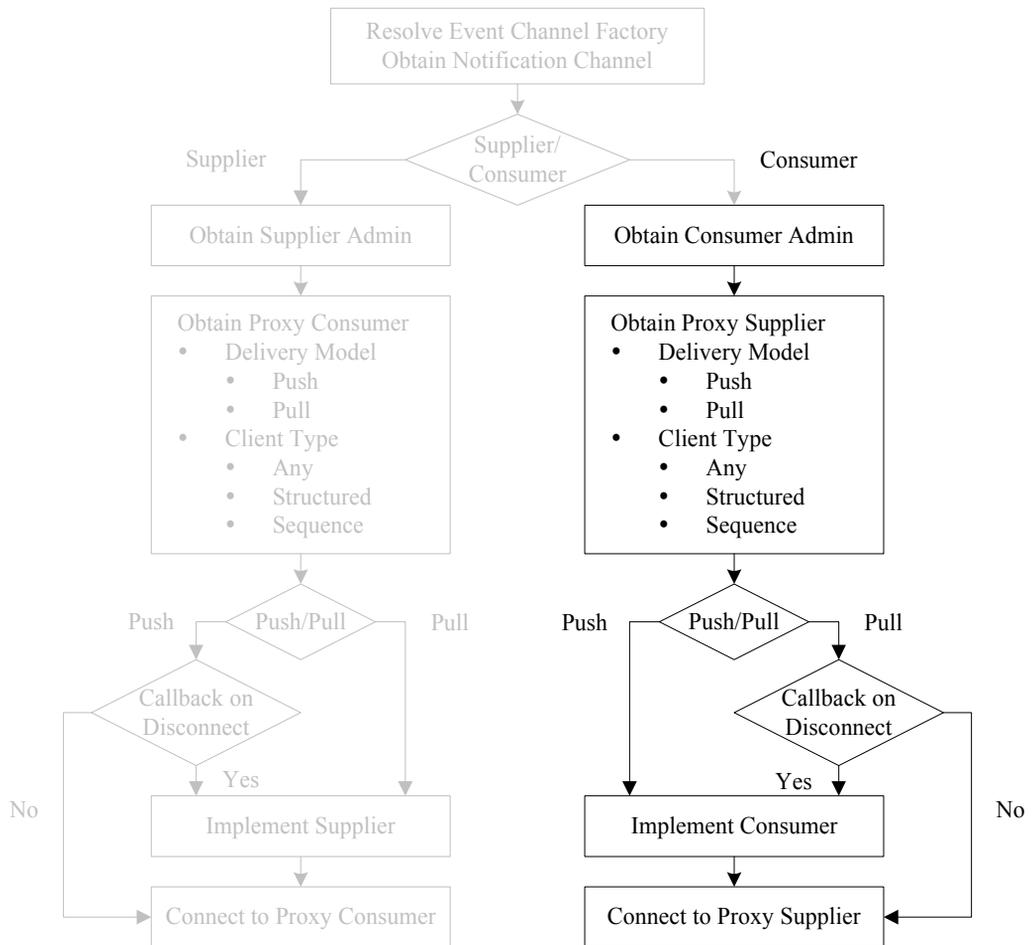 Resolve Event Channel Factory
Obtain Notification Channel
Supplier/
Consumer
Supplier
Consumer
Obtain Supplier Admin
Obtain Proxy Consumer
• Delivery Model
• Push
• Pull
• Client Type
• Any
• Structured
• Sequence
Push
Push/Pull
Pull
Callback on
Disconnect
Yes
No
Implement Supplier
Connect to Proxy Consumer
Obtain Consumer Admin
Obtain Proxy Supplier
• Delivery Model
• Push
• Pull
• Client Type
• Any
• Structured
• Sequence
Push
Push/Pull
Pull
Callback on
Disconnect
Yes
No
Implement Consumer
Connect to Proxy Supplier